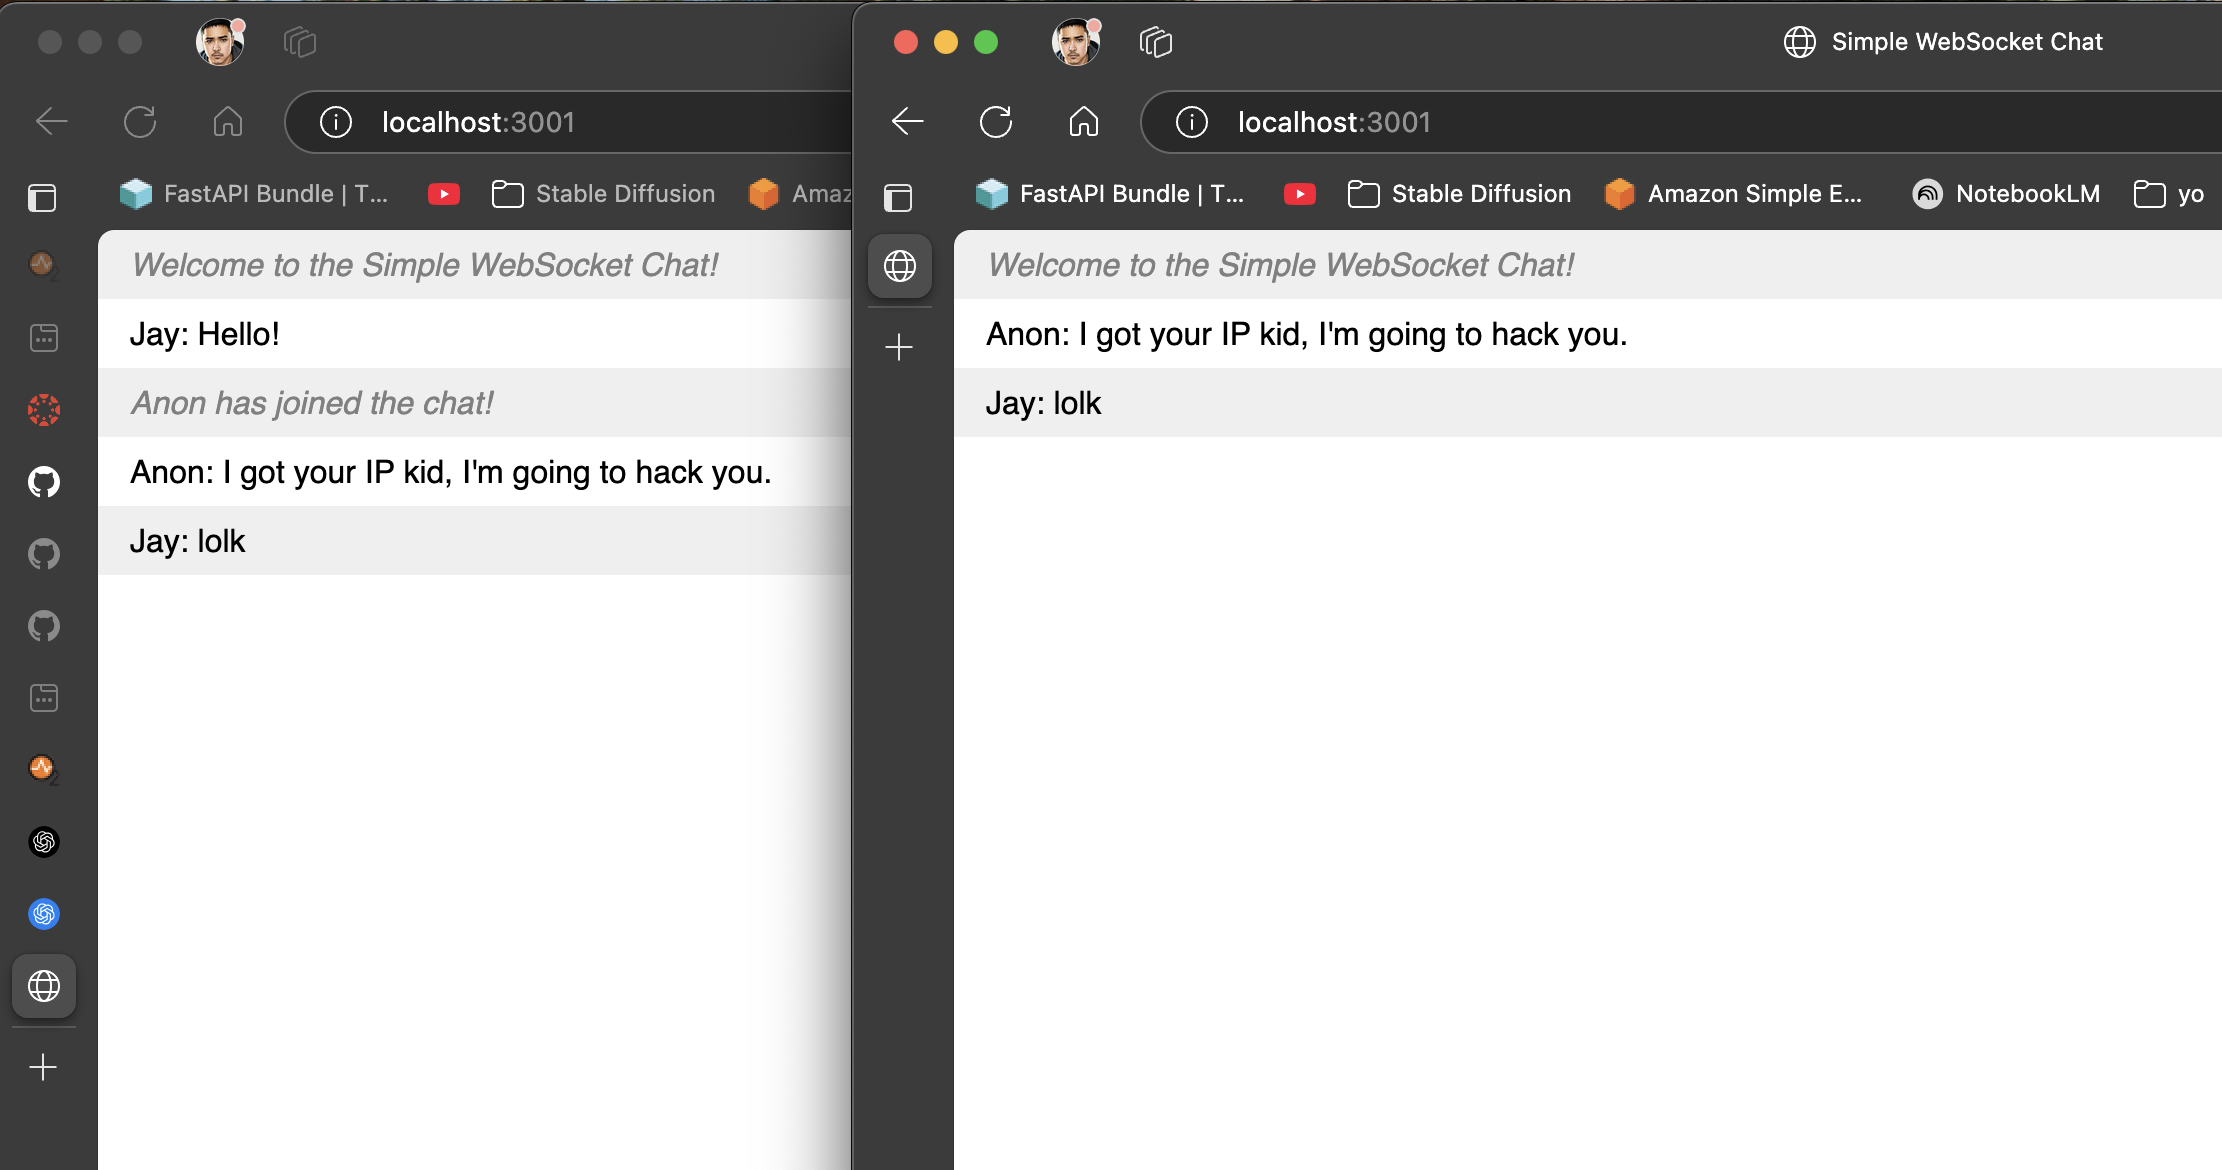 localhost:3001
FastAPI Bundle | T...
Stable Diffusion
Amaz
Welcome to the Simple WebSocket Chat!
Jay: Hello!
Anon has joined the chat!
Anon: I got your IP kid, I'm going to hack you.
Jay: lolk
Simple WebSocket Chat
localhost:3001
FastAPI Bundle | T...
Stable Diffusion
Amazon Simple E...
NotebookLM
yo
Welcome to the Simple WebSocket Chat!
Anon: I got your IP kid, I'm going to hack you.
Jay: lolk